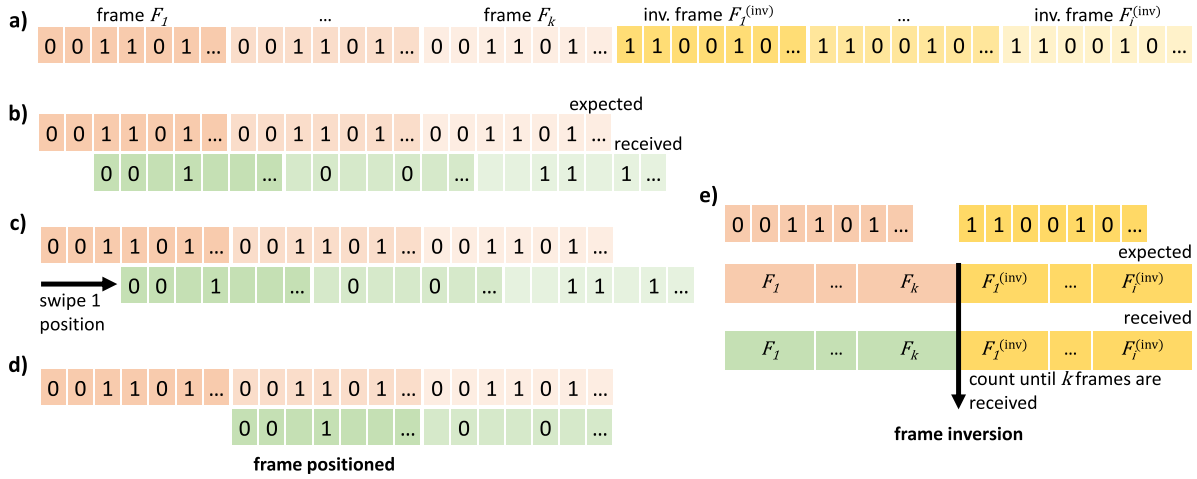 a)
frame F1 ... frame Fk inv. frame F1(inv) ... inv. frame Fi(inv)
0 0 1 1 0 1 ... 0 0 1 1 0 1 ... 0 0 1 1 0 1 ... 1 1 0 0 1 0 ... 1 1 0 0 1 0 ... 1 1 0 0 1 0 ...
b)
expected
0 0 1 1 0 1 ... 0 0 1 1 0 1 ... 0 0 1 1 0 1 ...
received
0 0 1 ... 0 0 ... 1 1 1 ...
c)
0 0 1 1 0 1 ... 0 0 1 1 0 1 ... 0 0 1 1 0 1 ...
0 0 1 ... 0 0 ... 1 1 1 ...
swipe 1
position
d)
0 0 1 1 0 1 ... 0 0 1 1 0 1 ... 0 0 1 1 0 1 ...
0 0 1 ... 0 0 ...
frame positioned
e)
0 0 1 1 0 1 ... 1 1 0 0 1 0 ...
expected
F1 ... Fk F1(inv) ... Fi(inv)
received
F1 ... Fk F1(inv) ... Fi(inv)
count until k frames are
received
frame inversion